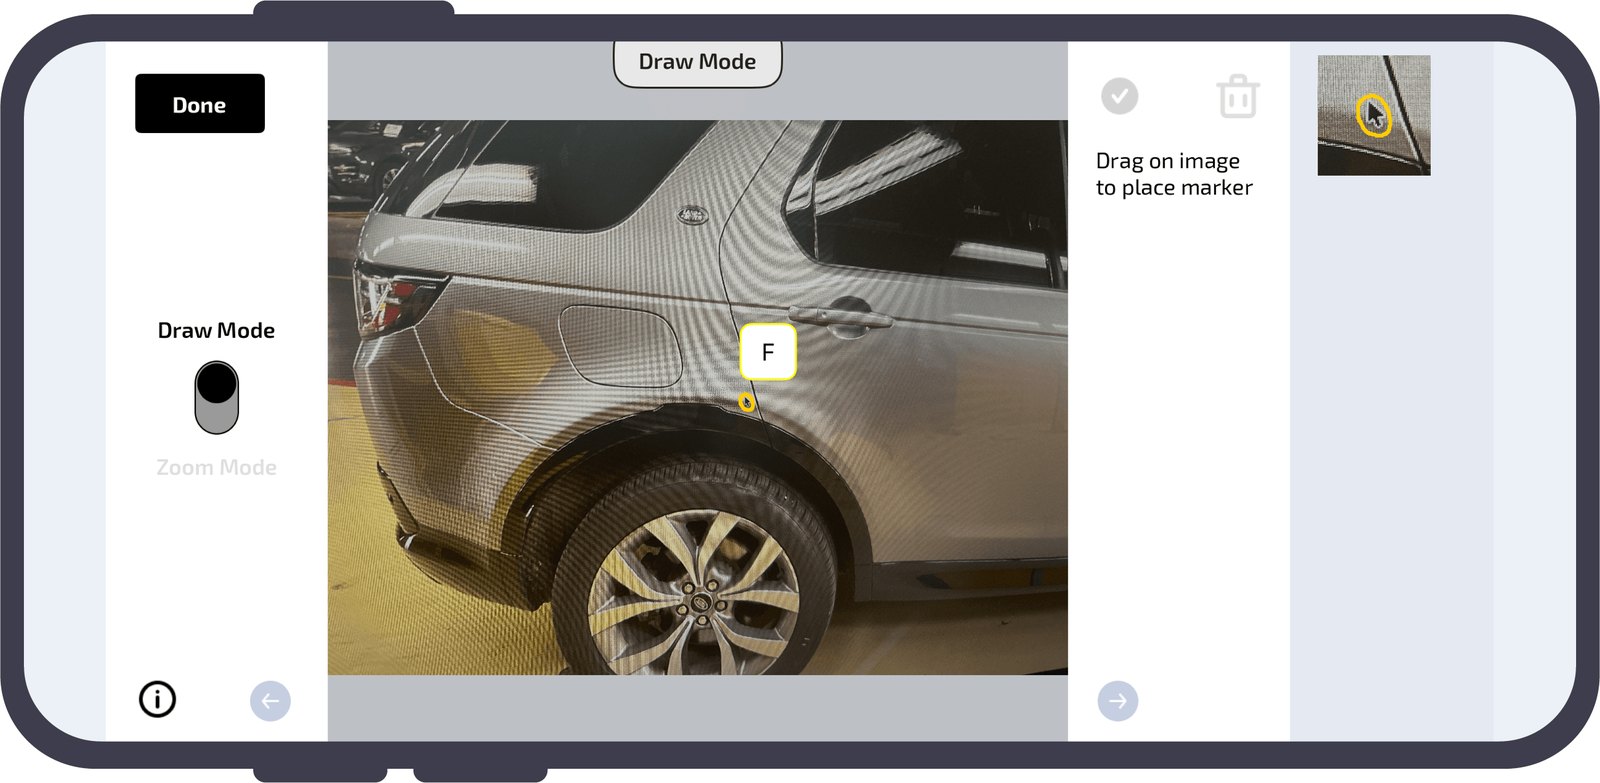 Done
Draw Mode
Drag on image
to place marker
Draw Mode
Zoom Mode
F